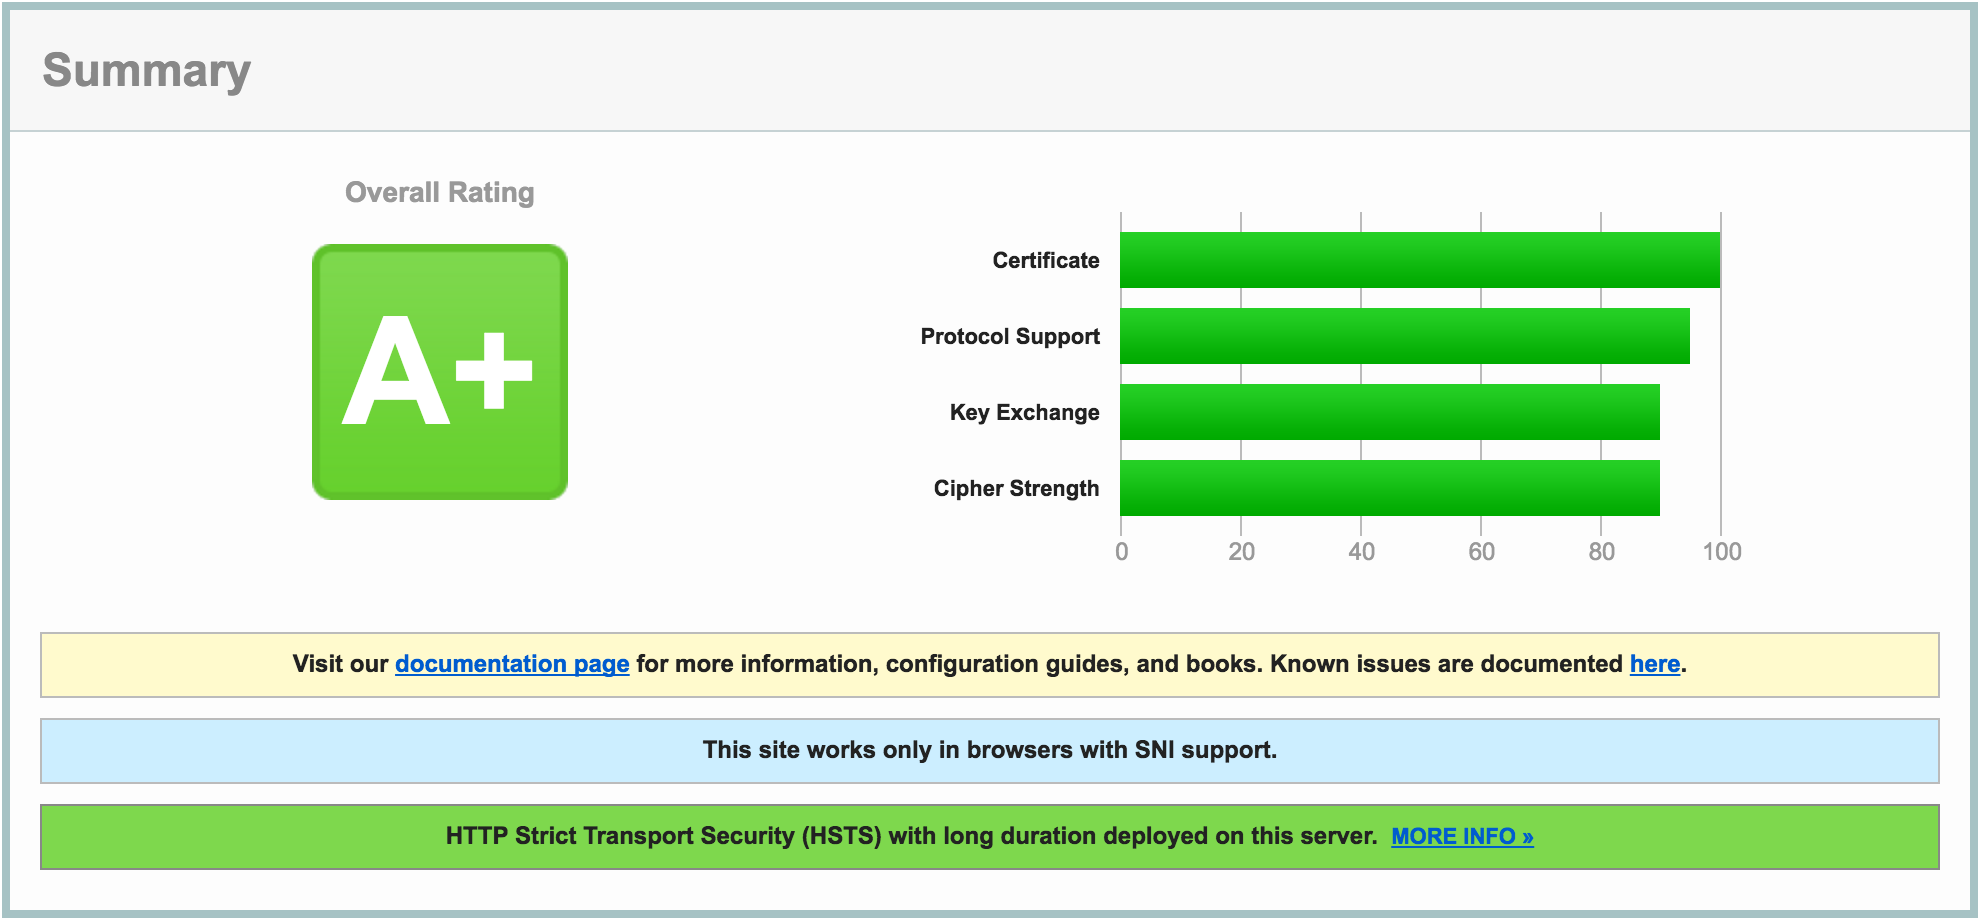 Summary
Overall Rating
A+
Certificate
Protocol Support
Key Exchange
Cipher Strength
0 20 40 60 80 100
Visit our documentation page for more information, configuration guides, and books. Known issues are documented here.
This site works only in browsers with SNI support.
HTTP Strict Transport Security (HSTS) with long duration deployed on this server. MORE INFO »